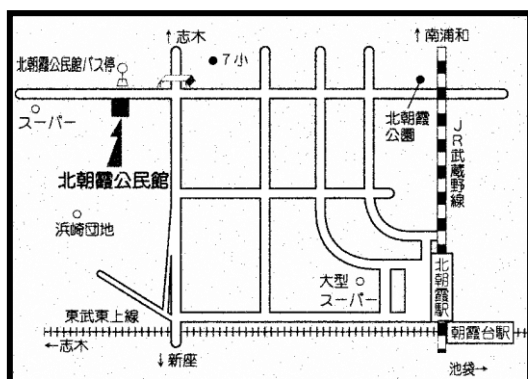 ↑志木
●7小
↑南浦和
北朝霞公民館バス停
スーパー
北朝霞
公園
JR武蔵野線
北朝霞公民館
浜崎団地
大型
スーパー
北朝霞駅
東武東上線
朝霞台駅
←志木
↓新座
池袋→